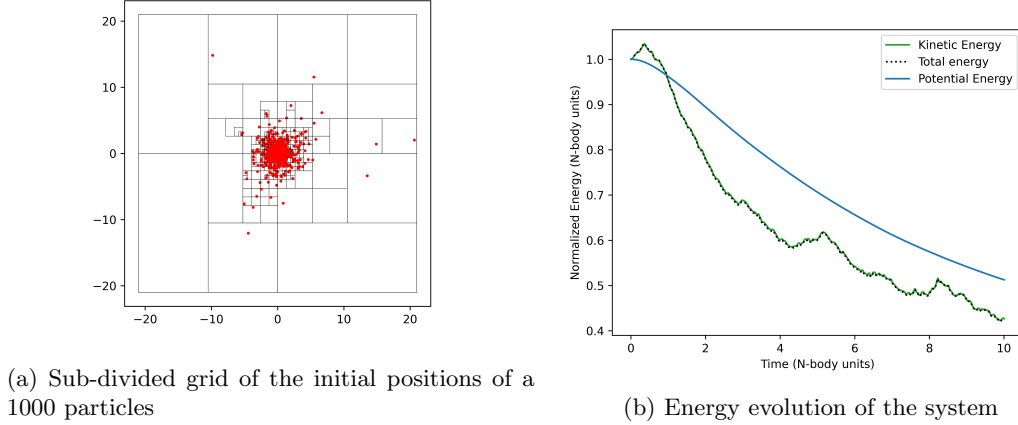 20
10
0
−10
−20
−20
−10
0
10
20
(a) Sub-divided grid of the initial positions of a
1000 particles
Kinetic Energy
Total energy
Potential Energy
Normalized Energy (N-body units)
1.0
0.9
0.8
0.7
0.6
0.5
0.4
0
2
4
6
8
10
Time (N-body units)
(b) Energy evolution of the system